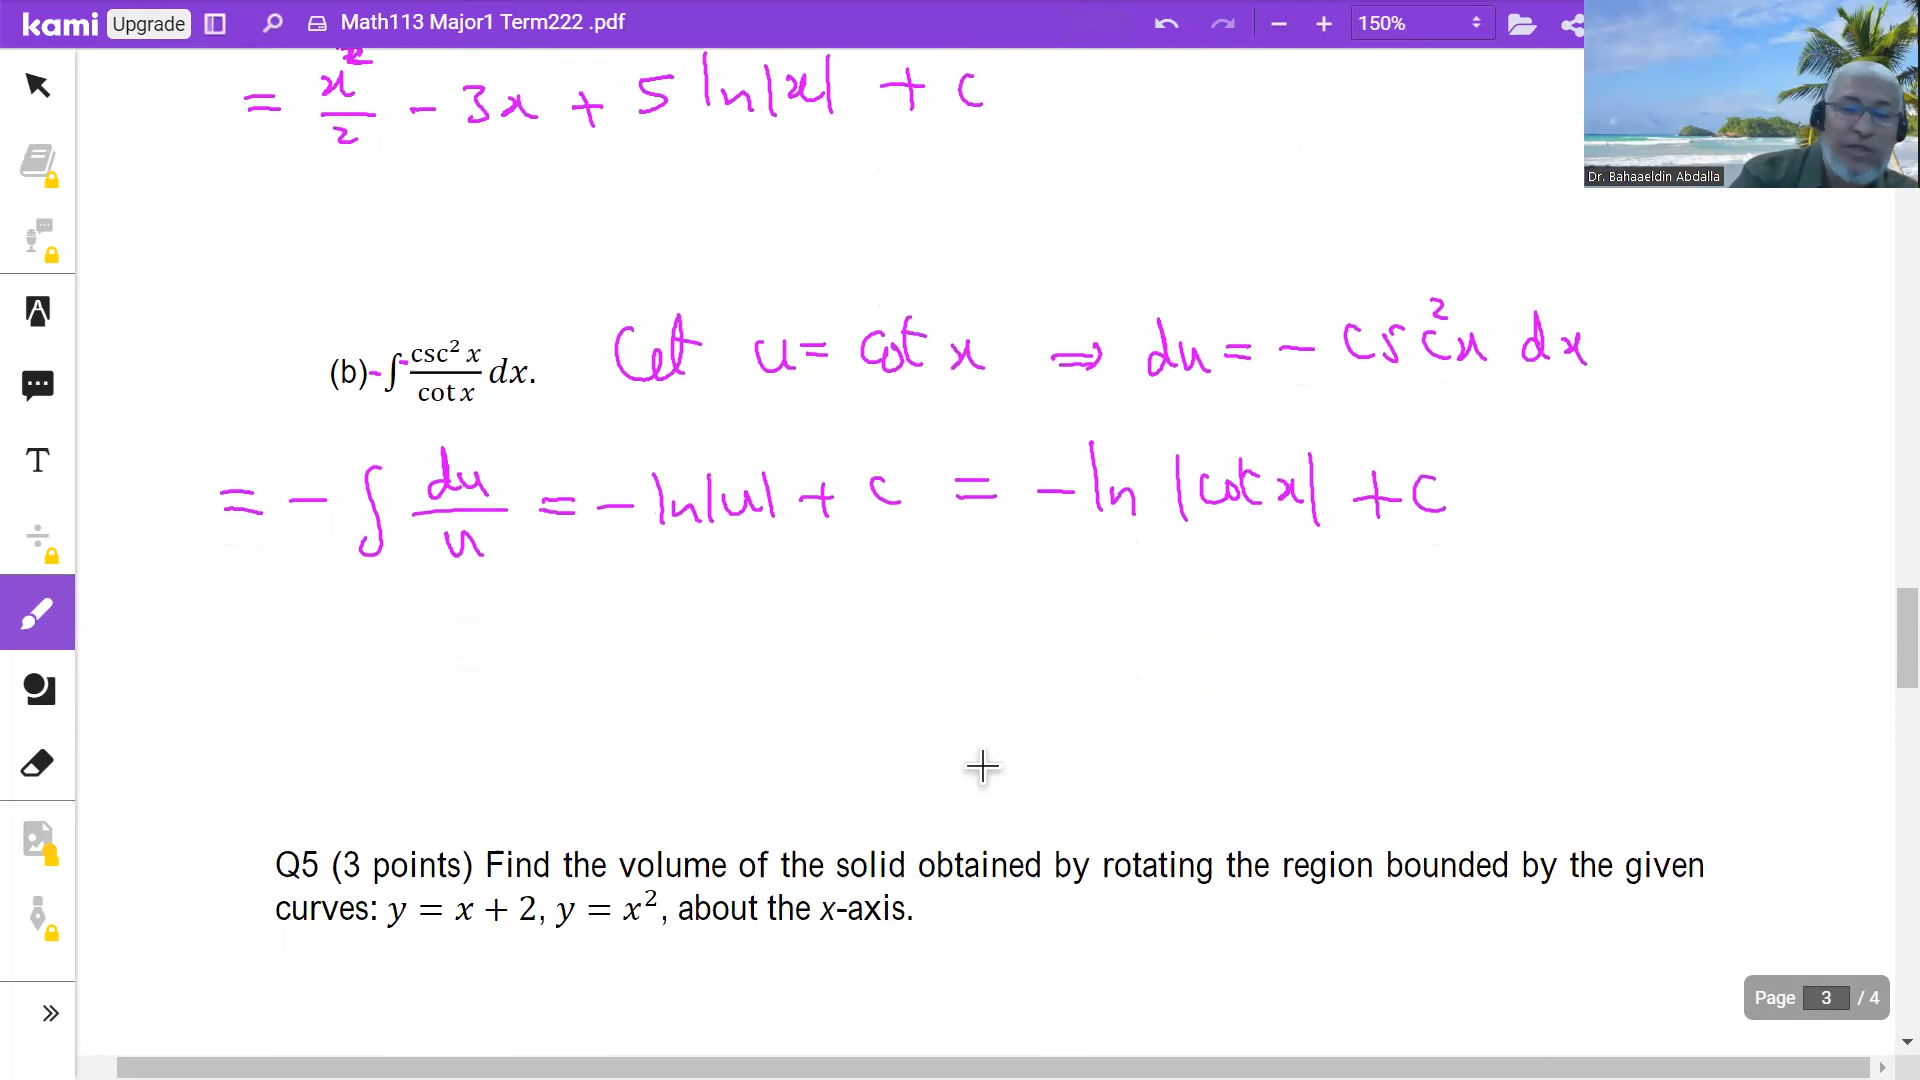 kami Upgrade Math113 Major1 Term222 .pdf 150%
= x²/2 - 3x + 5 ln|x| + c
Dr. Bahaaeldin Abdalla
(b) - ∫ - csc² x / cot x dx. Let u = cot x ⇒ du = - csc² x dx
= - ∫ du/u = - ln|u| + c = - ln |cot x| + c
Q5 (3 points) Find the volume of the solid obtained by rotating the region bounded by the given
curves: y = x + 2, y = x², about the x-axis.
Page 3 / 4